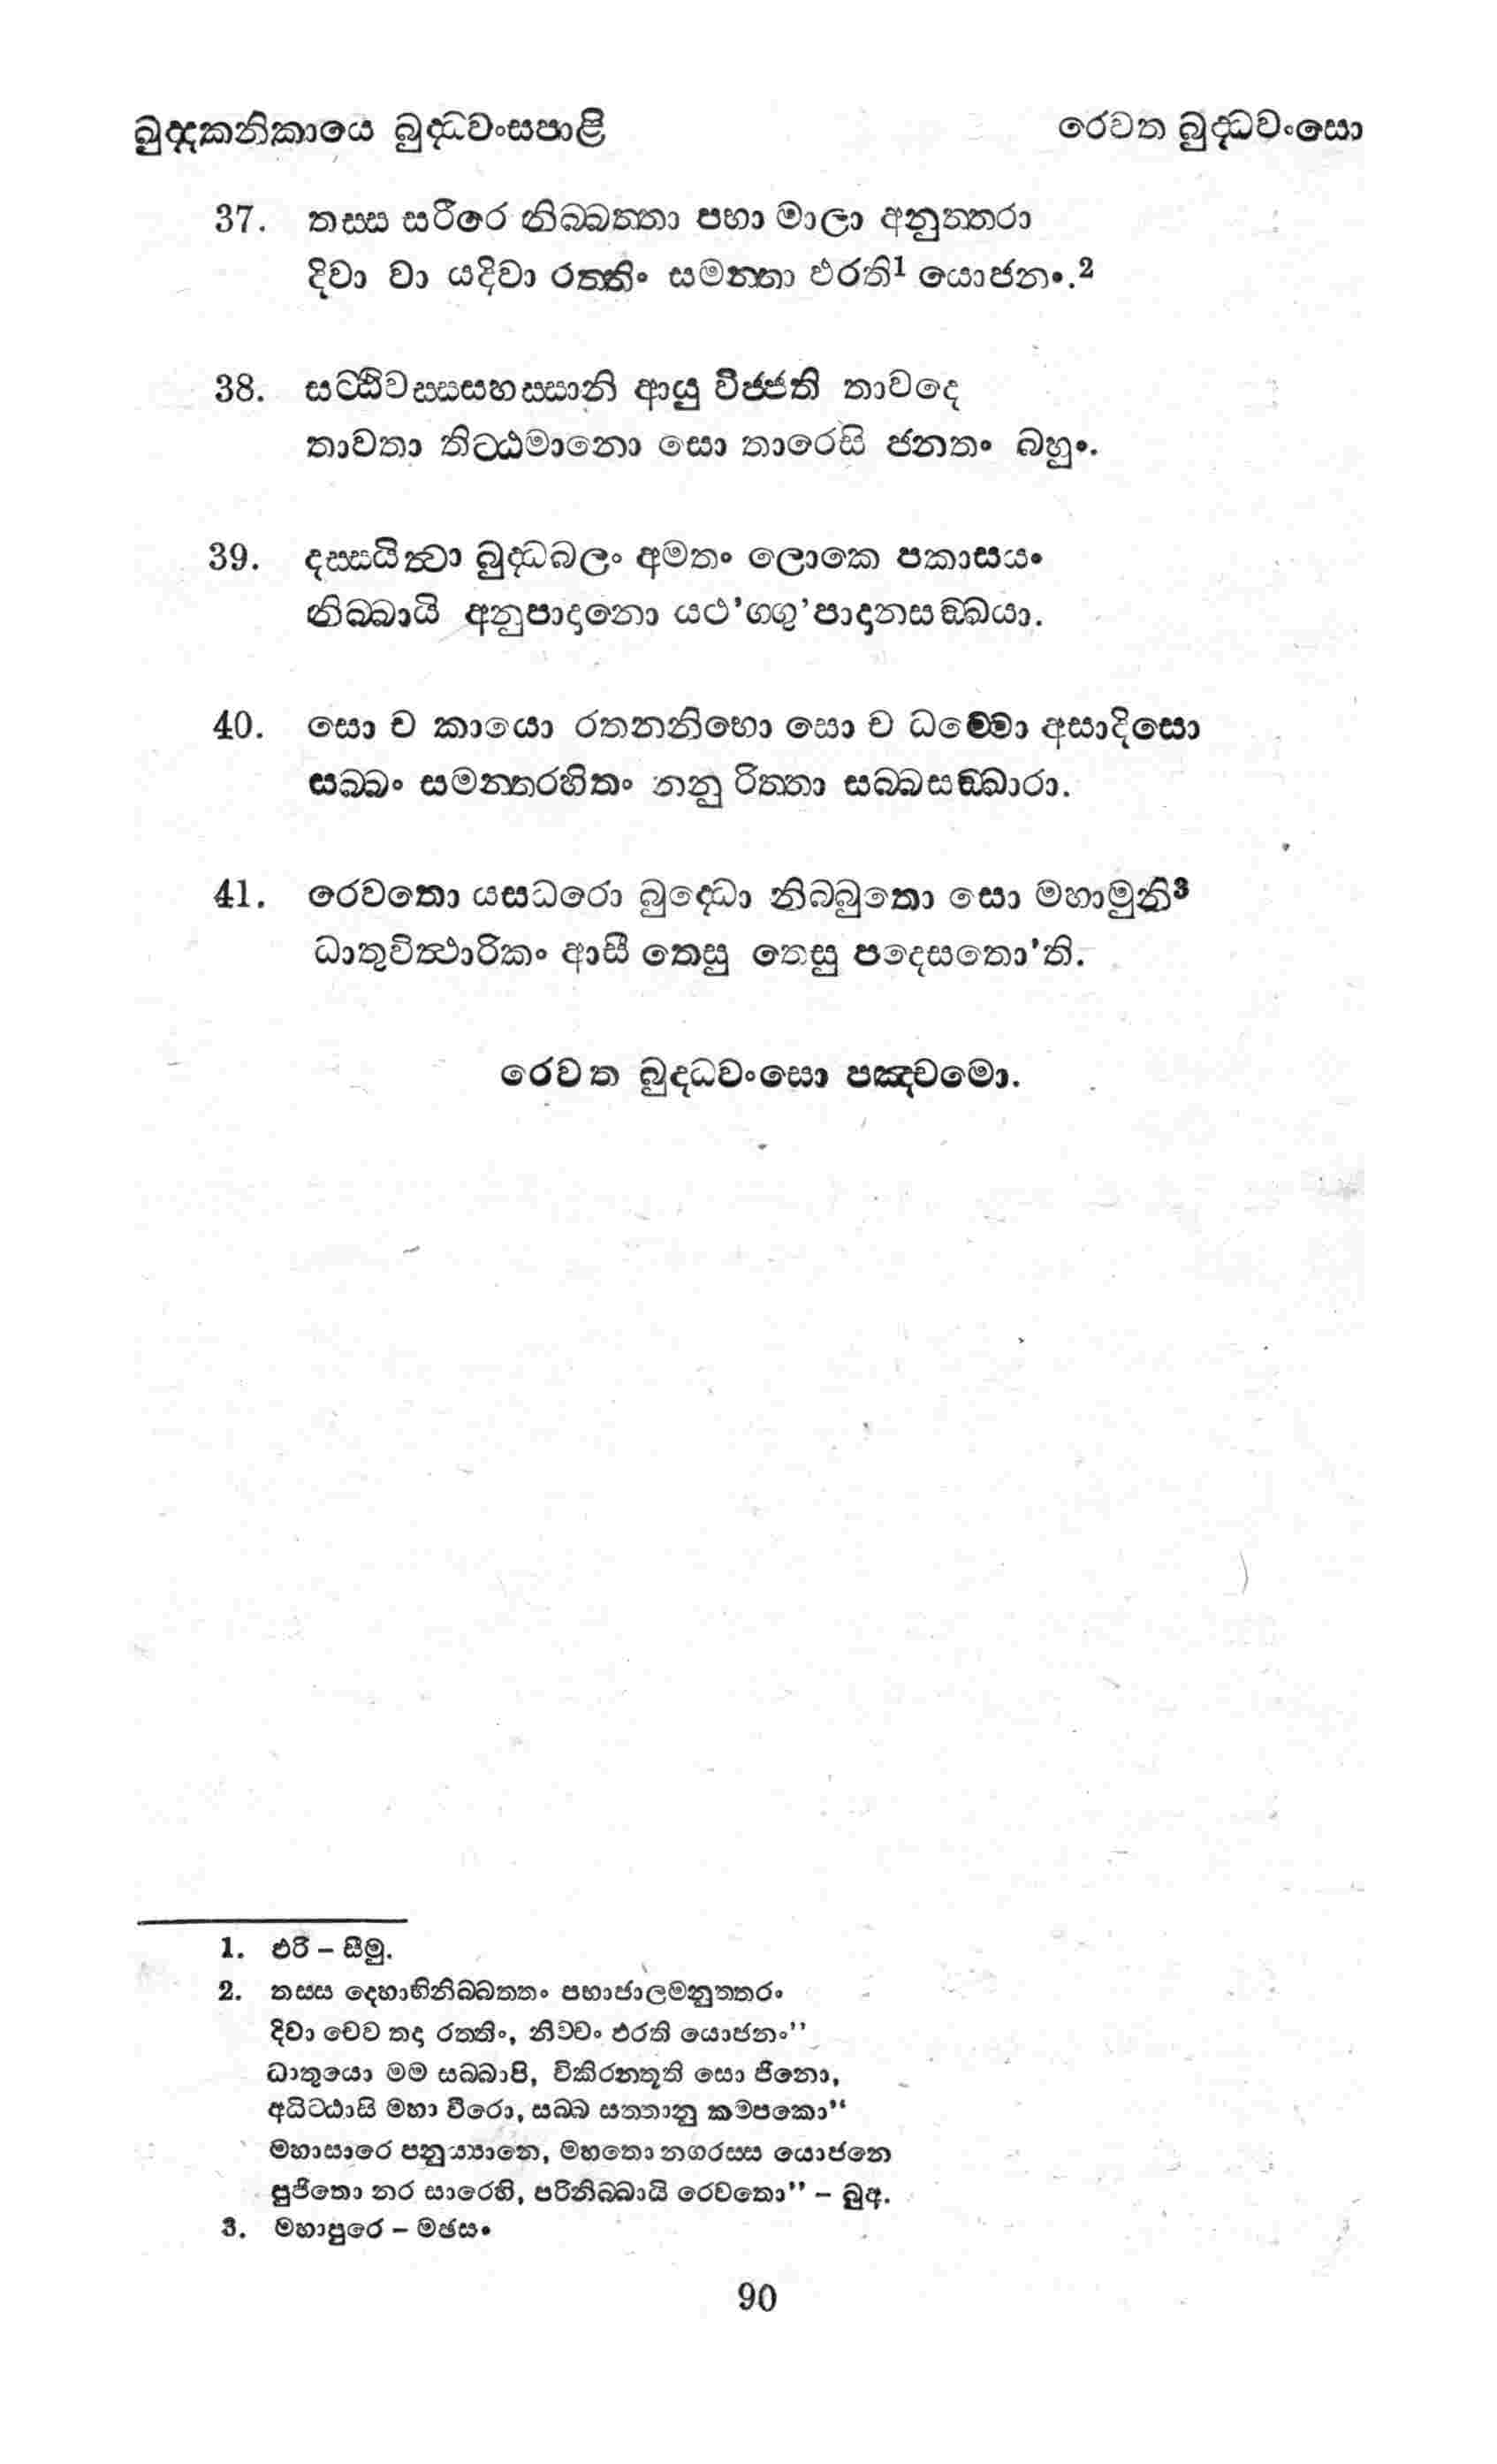 ඛුද්දකනිකායෙ බුද්ධවංසපාළි රෙවත බුද්ධවංසො
37. තස්ස සරීරෙ නිබ්බත්තා පභා මාලා අනුත්තරා
දිවා වා යදිවා රත්තිං සමන්තා ඵරති1 යොජනං.2
38. සට්ඨිවස්සසහස්සානි ආයු විජ්ජති තාවදෙ
තාවතා තිට්ඨමානො සො තාරෙසි ජනතං බහුං.
39. දස්සයිත්වා බුද්ධබලං අමතං ලොකෙ පකාසයං
නිබ්බායි අනුපාදානො යථ'ග්ගු'පාදානසඞ්ඛයා.
40. සො ච කායො රතනනිභො සො ච ධම්මො අසාදිසො
සබ්බං සමන්තරහිතං නනු රිත්තා සබ්බසඞ්ඛාරා.
41. රෙවතො යසධරො බුද්ධො නිබ්බුතො සො මහාමුනි3
ධාතුවිත්ථාරිකං ආසී තෙසු තෙසු පදෙසතො'ති.
රෙවත බුද්ධවංසො පඤ්චමො.
1. ඵරි – සීමු.
2. තස්ස දෙහාභිනිබ්බත්තං පභාජාලමනුත්තරං
දිවා චෙව තදා රත්තිං, නිච්චං ඵරති යොජනං''
ධාතුයො මම සබ්බාපි, විකිරන්තූති සො ජිනො,
අධිට්ඨාසි මහා වීරො, සබ්බ සත්තානු කම්පකො"
මහාසාරෙ පනුය්‍යානෙ, මහතො නගරස්ස යොජනෙ
පුජිතො නර සාරෙහි, පරිනිබ්බායි රෙවතො'' – බුඅ.
3. මහාපුරෙ – මඡසං
90